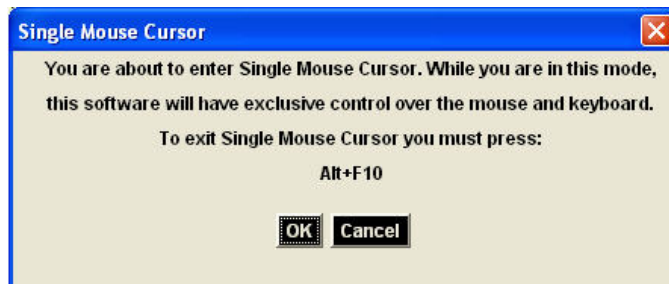 Single Mouse Cursor
You are about to enter Single Mouse Cursor. While you are in this mode,
this software will have exclusive control over the mouse and keyboard.
To exit Single Mouse Cursor you must press:
Alt+F10
OK Cancel